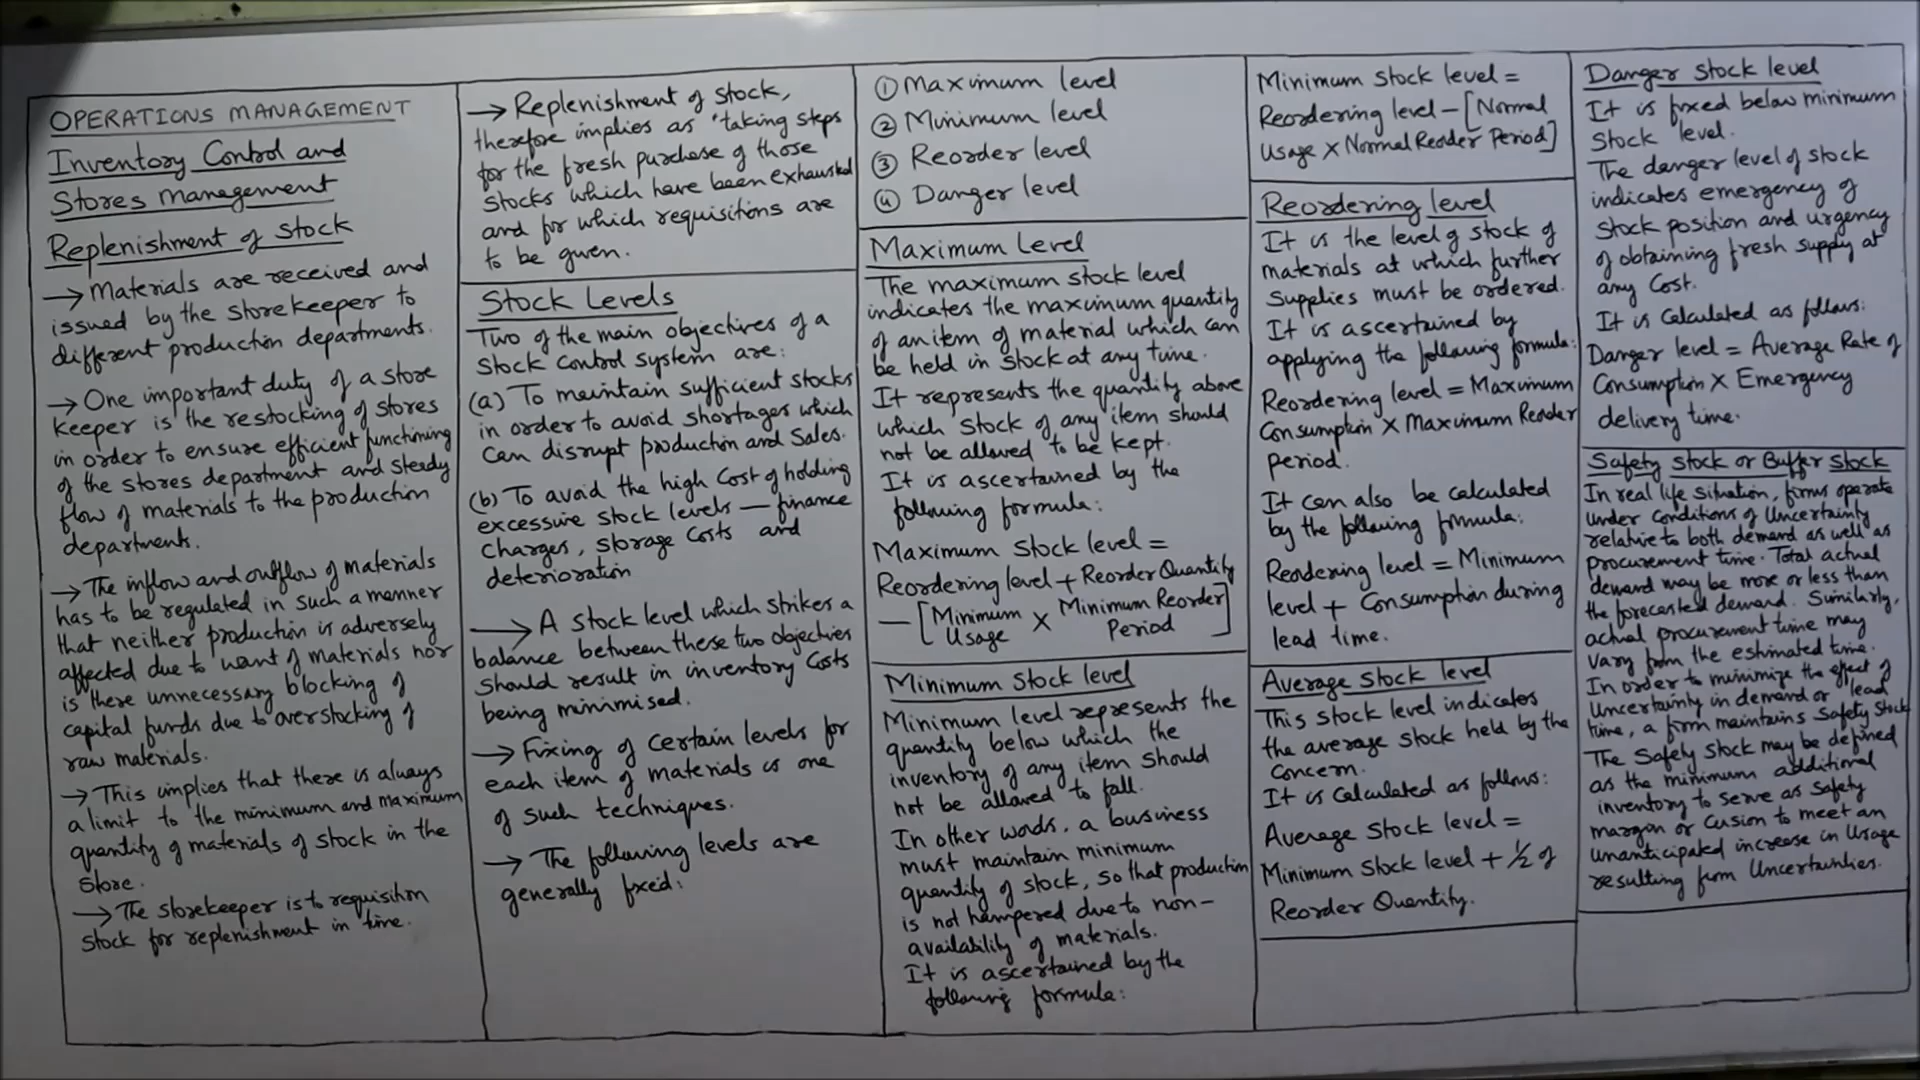 OPERATIONS MANAGEMENT
Inventory Control and
Stores Management
Replenishment of Stock
→ Materials are received and
issued by the storekeeper to
different production departments.
→ One important duty of a store
keeper is the restocking of stores
in order to ensure efficient functioning
of the stores department and steady
flow of materials to the production
departments.
→ The inflow and outflow of materials
has to be regulated in such a manner
that neither production is adversely
affected due to want of materials nor
is there unnecessary blocking of
capital funds due to overstocking of
raw materials.
→ This implies that there is always
a limit to the minimum and maximum
quantity of materials of stock in the
store.
→ The storekeeper is to requisition
stock for replenishment in time.
→ Replenishment of stock,
therefore implies as 'taking steps
for the fresh purchase of those
stocks which have been exhausted
and for which requisitions are
to be given.
Stock Levels
Two of the main objectives of a
stock control system are:
(a) To maintain sufficient stocks
in order to avoid shortages which
can disrupt production and sales.
(b) To avoid the high cost of holding
excessive stock levels — finance
charges, storage costs and
deterioration
→ A stock level which strikes a
balance between these two objectives
should result in inventory costs
being minimised.
→ Fixing of certain levels for
each item of materials is one
of such techniques.
→ The following levels are
generally fixed:
① Maximum level
② Minimum level
③ Reorder level
④ Danger level
Maximum Level
The maximum stock level
indicates the maximum quantity
of an item of material which can
be held in stock at any time.
It represents the quantity above
which stock of any item should
not be allowed to be kept.
It is ascertained by the
following formula:
Maximum Stock level =
Reordering level + Reorder Quantity
— [Minimum Usage × Minimum Reorder Period]
Minimum Stock level
Minimum level represents the
quantity below which the
inventory of any item should
not be allowed to fall.
In other words, a business
must maintain minimum
quantity of stock, so that production
is not hampered due to non-
availability of materials.
It is ascertained by the
following formula:
Minimum Stock level =
Reordering level — [Normal
Usage × Normal Reorder Period]
Reordering level
It is the level of stock of
materials at which further
supplies must be ordered.
It is ascertained by
applying the following formula:
Reordering level = Maximum
Consumption × Maximum Reorder
period.
It can also be calculated
by the following formula:
Reordering level = Minimum
level + Consumption during
lead time.
Average Stock level
This stock level indicates
the average stock held by the
concern.
It is calculated as follows:
Average Stock level =
Minimum Stock level + ½ of
Reorder Quantity.
Danger Stock level
It is fixed below minimum
stock level.
The danger level of stock
indicates emergency of
stock position and urgency
of obtaining fresh supply at
any cost.
It is calculated as follows:
Danger level = Average Rate of
Consumption × Emergency
delivery time.
Safety Stock or Buffer Stock
In real life situation, firms operate
under conditions of uncertainty
relative to both demand as well as
procurement time. Total actual
demand may be more or less than
the forecasted demand. Similarly,
actual procurement time may
vary from the estimated time.
In order to minimize the effect of
uncertainty in demand or lead
time, a firm maintains safety stock
The safety stock may be defined
as the minimum additional
inventory to serve as safety
margin or cusion to meet an
unanticipated increase in usage
resulting from uncertainties.